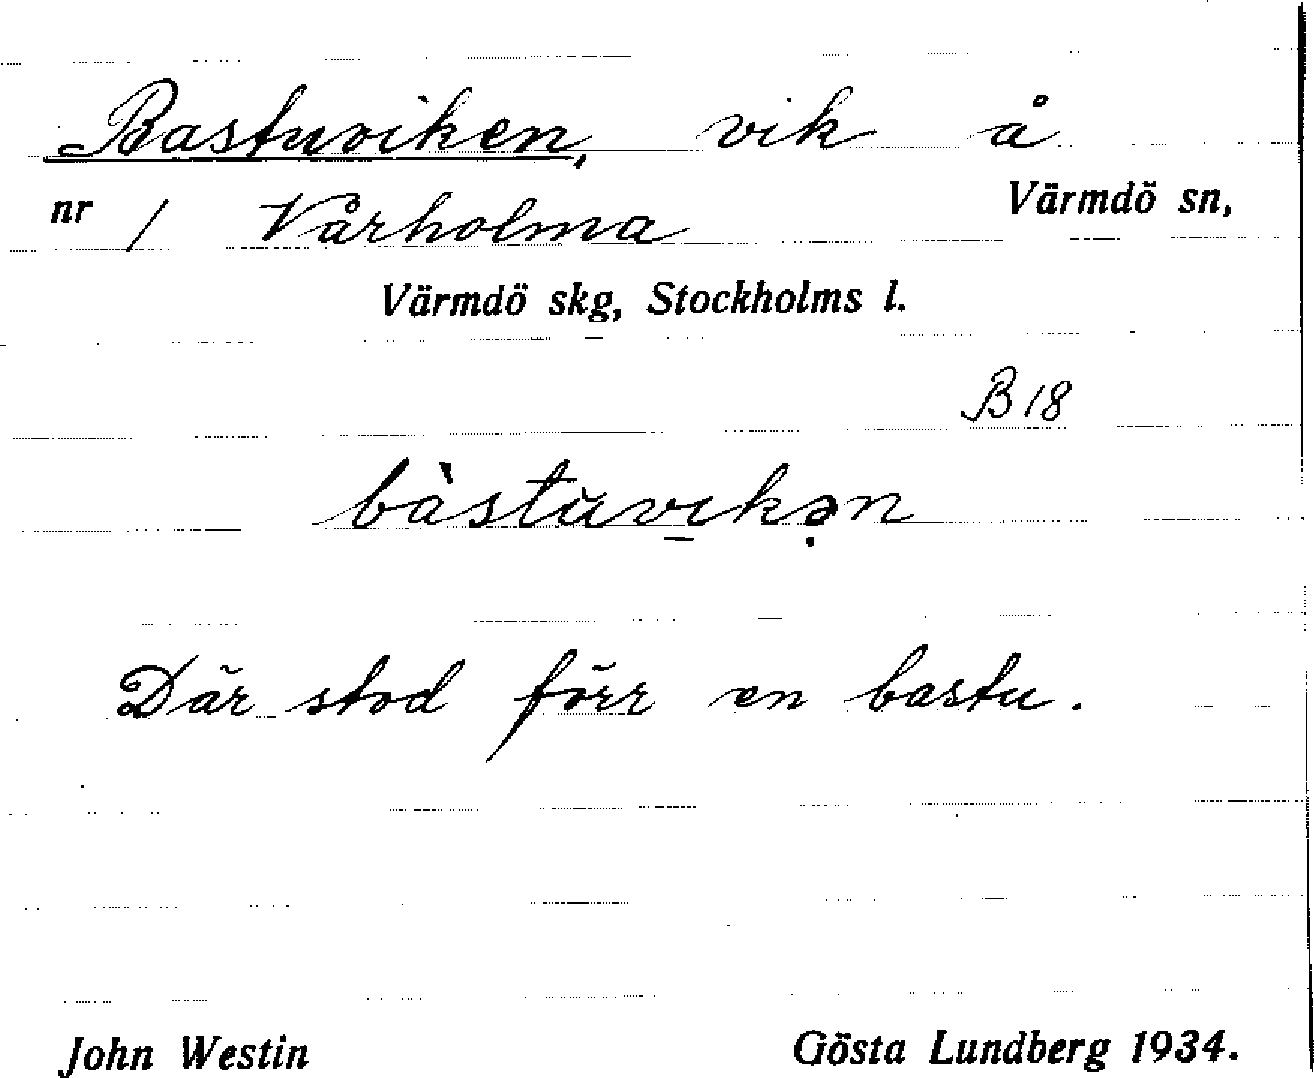 Bastuviken, vik å
nr 1 Vårholma Värmdö sn,
Värmdö skg, Stockholms l.
B 18
bàstŭvikə̣n
Där stod förr en bastu.
John Westin Gösta Lundberg 1934.